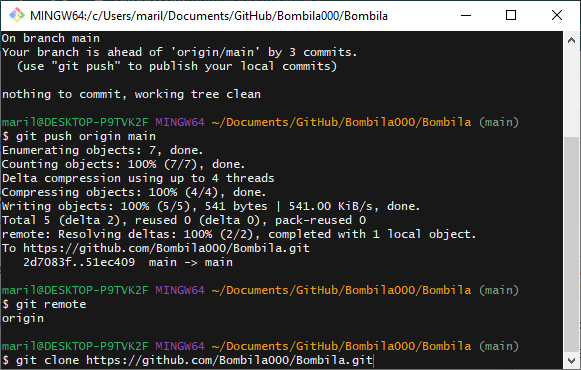 MINGW64:/c/Users/maril/Documents/GitHub/Bombila000/Bombila
On branch main
Your branch is ahead of 'origin/main' by 3 commits.
  (use "git push" to publish your local commits)
nothing to commit, working tree clean
maril@DESKTOP-P9TVK2F MINGW64 ~/Documents/GitHub/Bombila000/Bombila (main)
$ git push origin main
Enumerating objects: 7, done.
Counting objects: 100% (7/7), done.
Delta compression using up to 4 threads
Compressing objects: 100% (4/4), done.
Writing objects: 100% (5/5), 541 bytes | 541.00 KiB/s, done.
Total 5 (delta 2), reused 0 (delta 0), pack-reused 0
remote: Resolving deltas: 100% (2/2), completed with 1 local object.
To https://github.com/Bombila000/Bombila.git
   2d7083f..51ec409  main -> main
maril@DESKTOP-P9TVK2F MINGW64 ~/Documents/GitHub/Bombila000/Bombila (main)
$ git remote
origin
maril@DESKTOP-P9TVK2F MINGW64 ~/Documents/GitHub/Bombila000/Bombila (main)
$ git clone https://github.com/Bombila000/Bombila.git